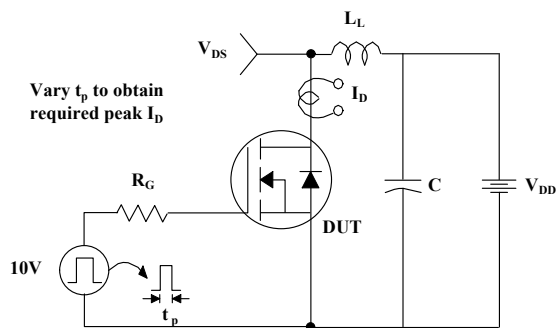 L_L
V_DS
Vary t_p to obtain
required peak I_D
I_D
R_G
C
V_DD
DUT
10V
t_p